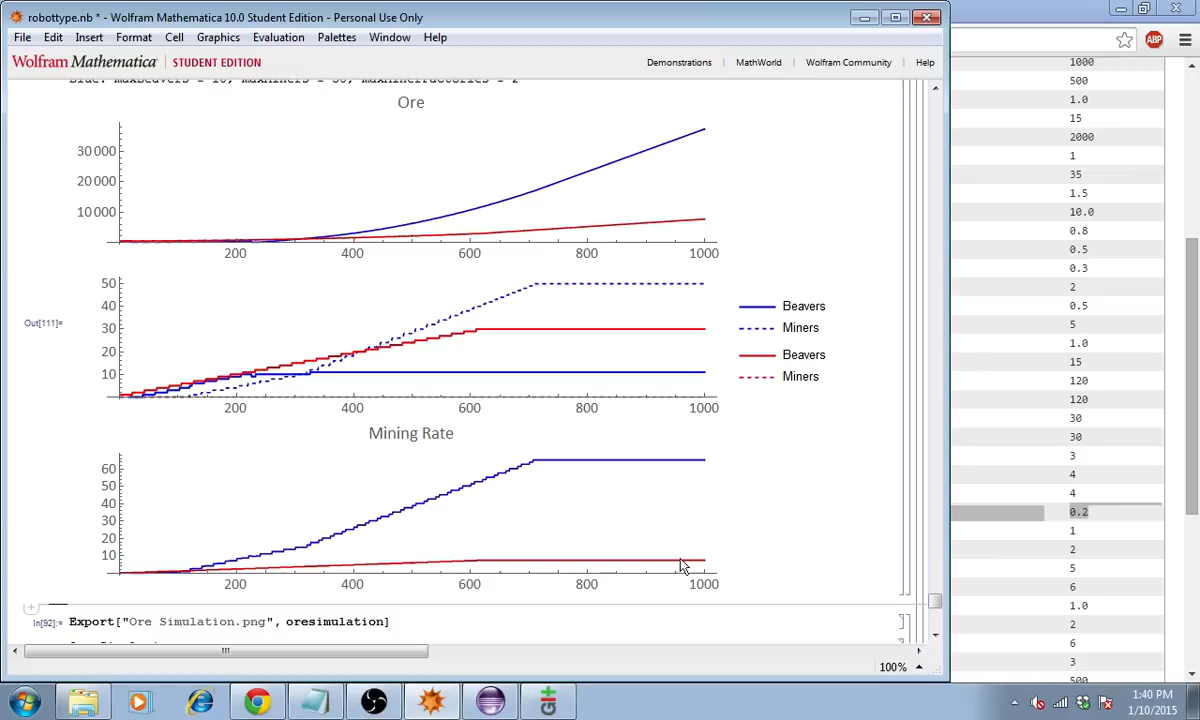 robottype.nb * - Wolfram Mathematica 10.0 Student Edition - Personal Use Only
File Edit Insert Format Cell Graphics Evaluation Palettes Window Help
Wolfram Mathematica STUDENT EDITION Demonstrations MathWorld Wolfram Community Help
Ore
30 000
20 000
10 000
200 400 600 800 1000
Out[111]=
50
40
30
20
10
200 400 600 800 1000
Beavers
Miners
Beavers
Miners
Mining Rate
60
50
40
30
20
10
200 400 600 800 1000
In[92]:= Export["Ore Simulation.png", oresimulation]
100%
ABP
1000
500
1.0
15
2000
1
35
1.5
10.0
0.8
0.5
0.3
2
0.5
5
1.0
15
120
120
30
30
3
4
4
0.2
1
2
5
6
1.0
2
6
3
500
Git
1:40 PM
1/10/2015